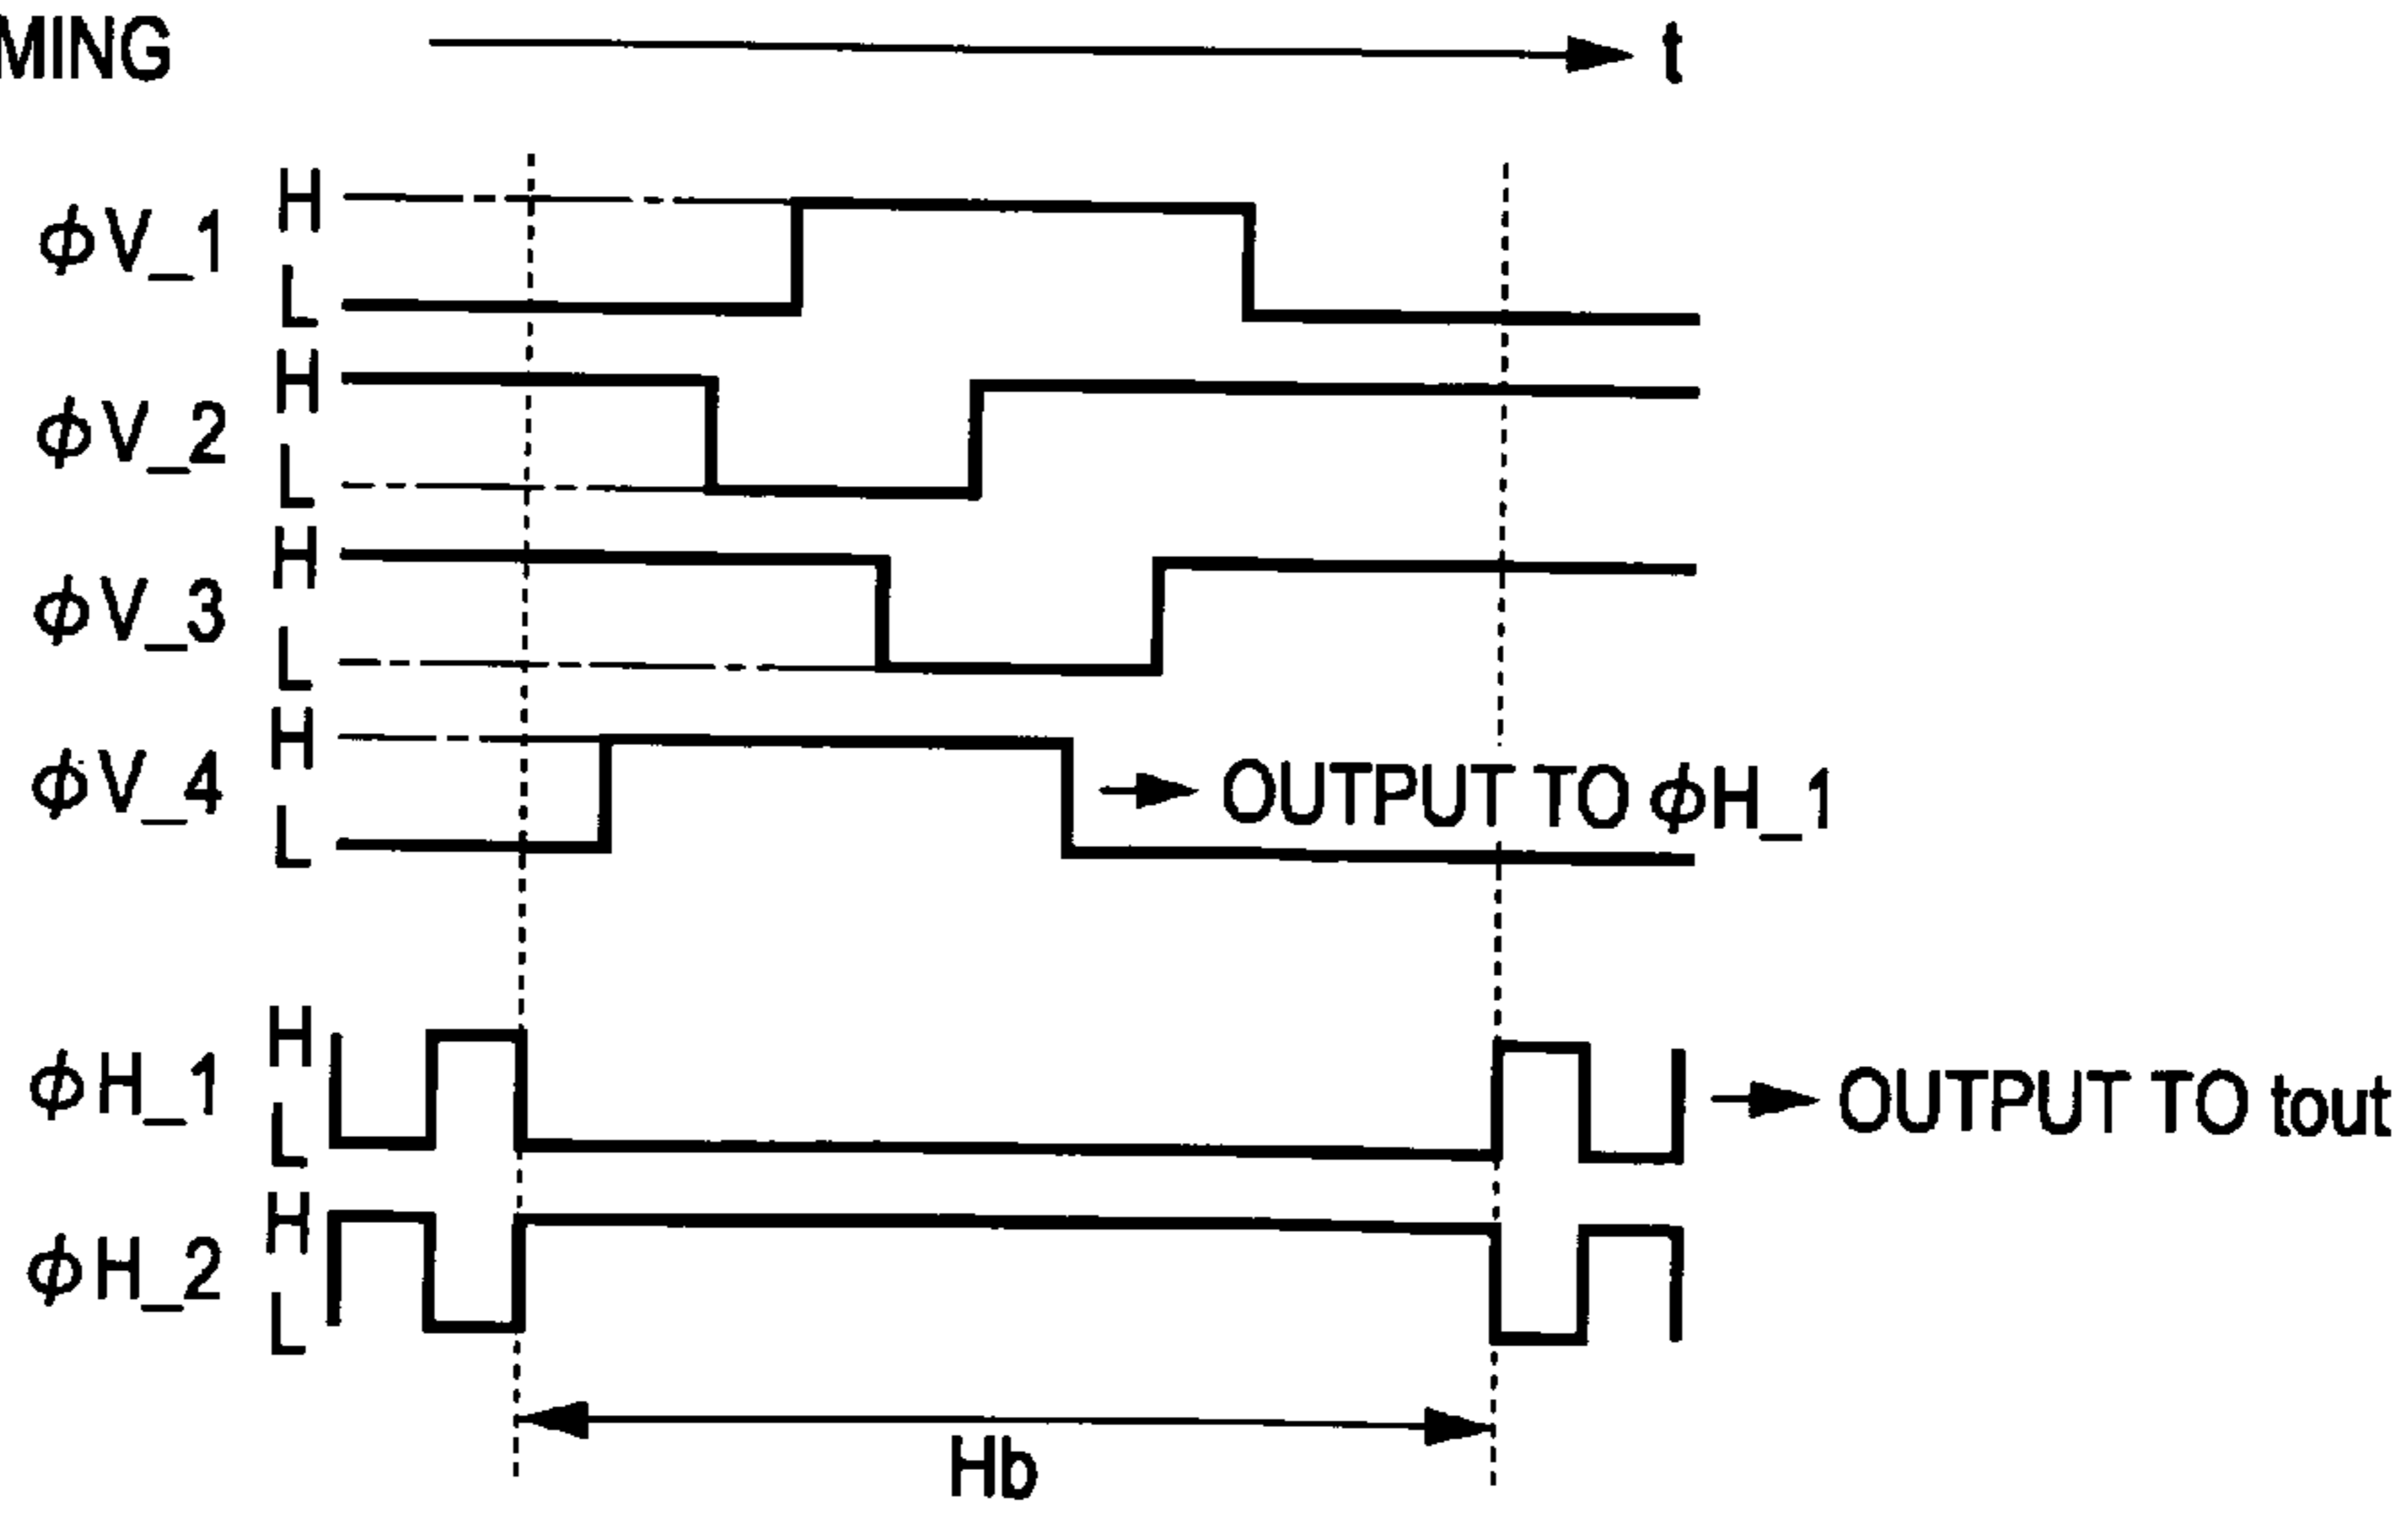 MING
t
ϕV_1 H
L
ϕV_2 H
L
ϕV_3 H
L
ϕV_4 H
L
OUTPUT TO ϕH_1
ϕH_1 H
L
OUTPUT TO tout
ϕH_2 H
L
Hb